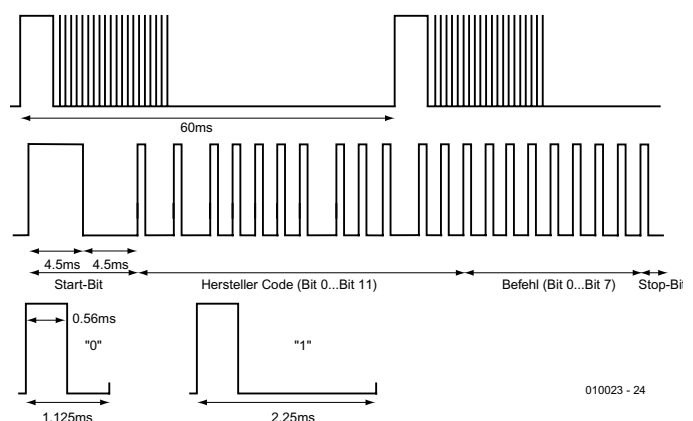 60ms
4.5ms 4.5ms
Start-Bit Hersteller Code (Bit 0...Bit 11) Befehl (Bit 0...Bit 7) Stop-Bit
0.56ms
"0" "1"
010023 - 24
1.125ms 2.25ms